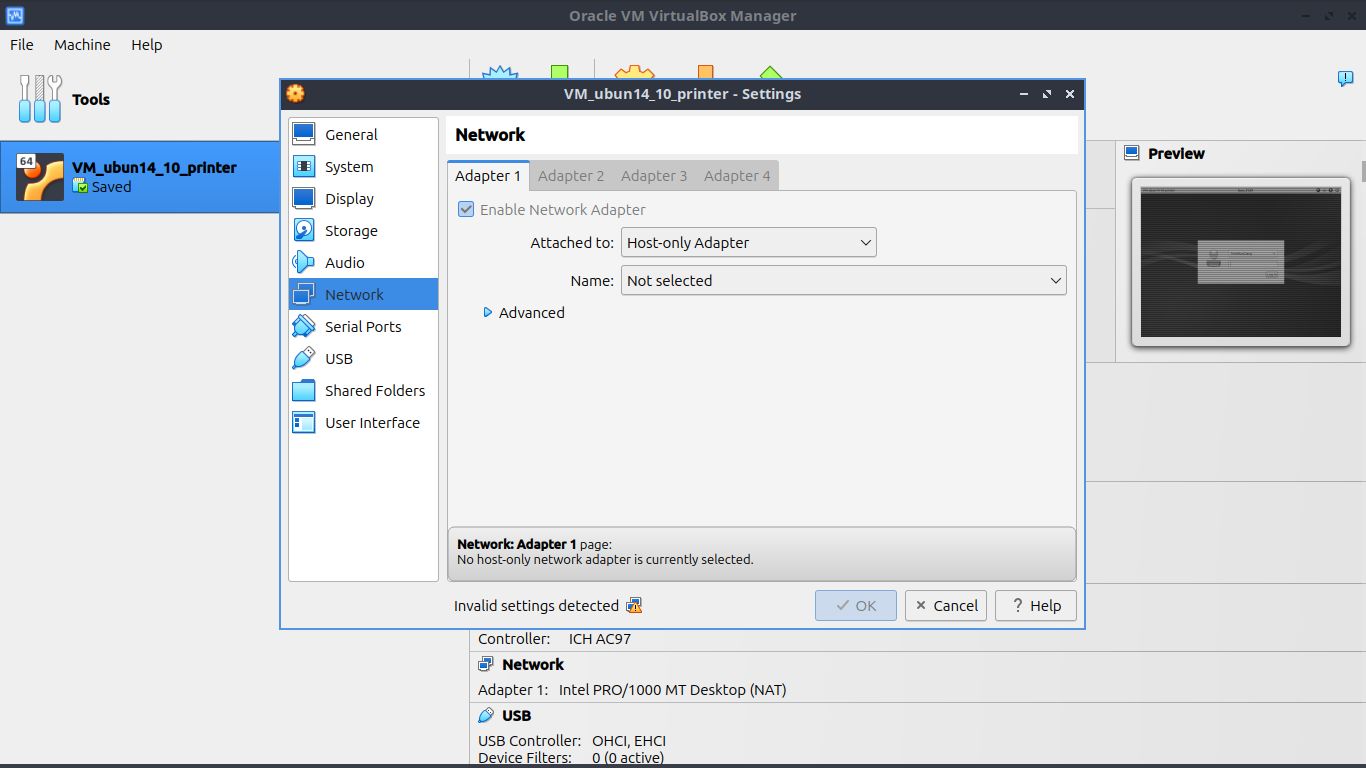 Oracle VM VirtualBox Manager
File Machine Help
Tools
64
VM_ubun14_10_printer
Saved
VM_ubun14_10_printer - Settings
General
System
Display
Storage
Audio
Network
Serial Ports
USB
Shared Folders
User Interface
Network
Adapter 1 Adapter 2 Adapter 3 Adapter 4
Enable Network Adapter
Attached to: Host-only Adapter
Name: Not selected
Advanced
Network: Adapter 1 page:
No host-only network adapter is currently selected.
Invalid settings detected
OK Cancel ? Help
Preview
Controller: ICH AC97
Network
Adapter 1: Intel PRO/1000 MT Desktop (NAT)
USB
USB Controller: OHCI, EHCI
Device Filters: 0 (0 active)